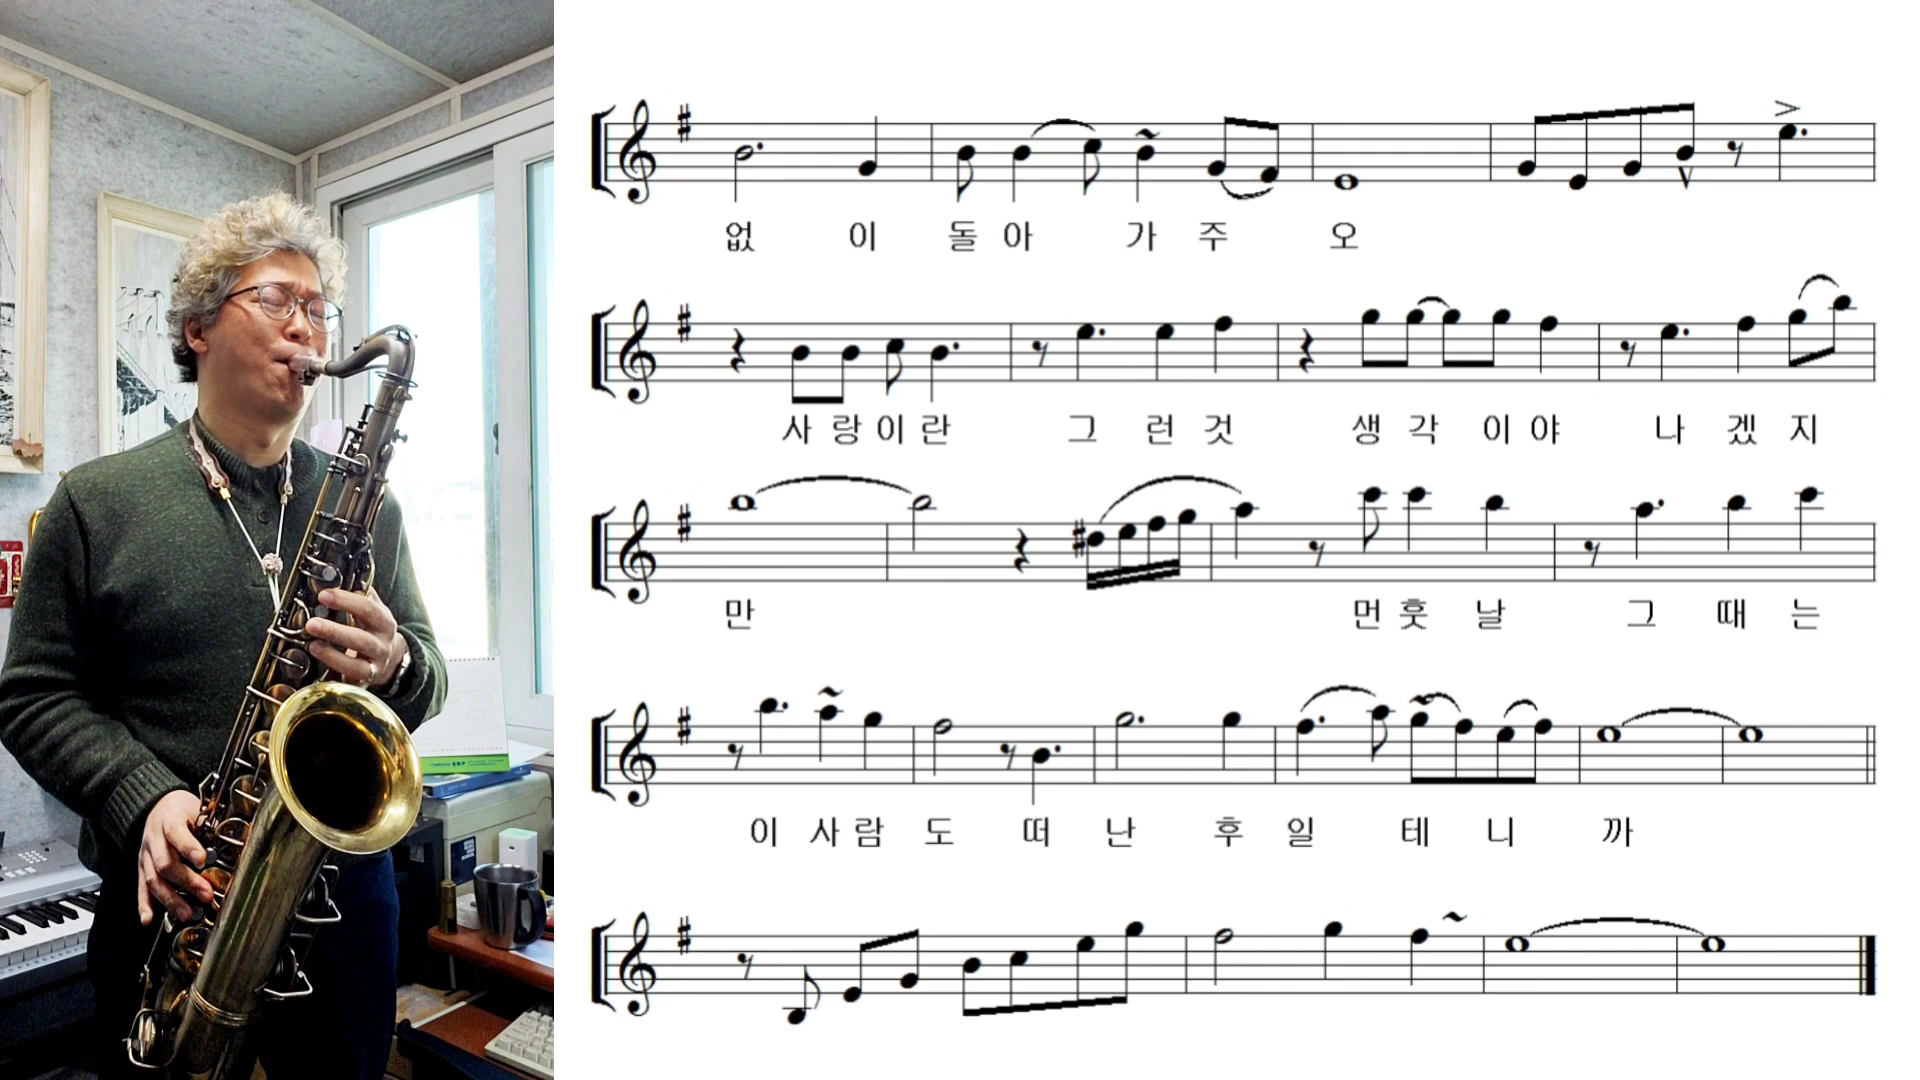 없 이 돌 아 가 주 오
사 랑 이 란 그 런 것 생 각 이 야 나 겠 지
만 먼 훗 날 그 때 는
이 사 람 도 떠 난 후 일 테 니 까